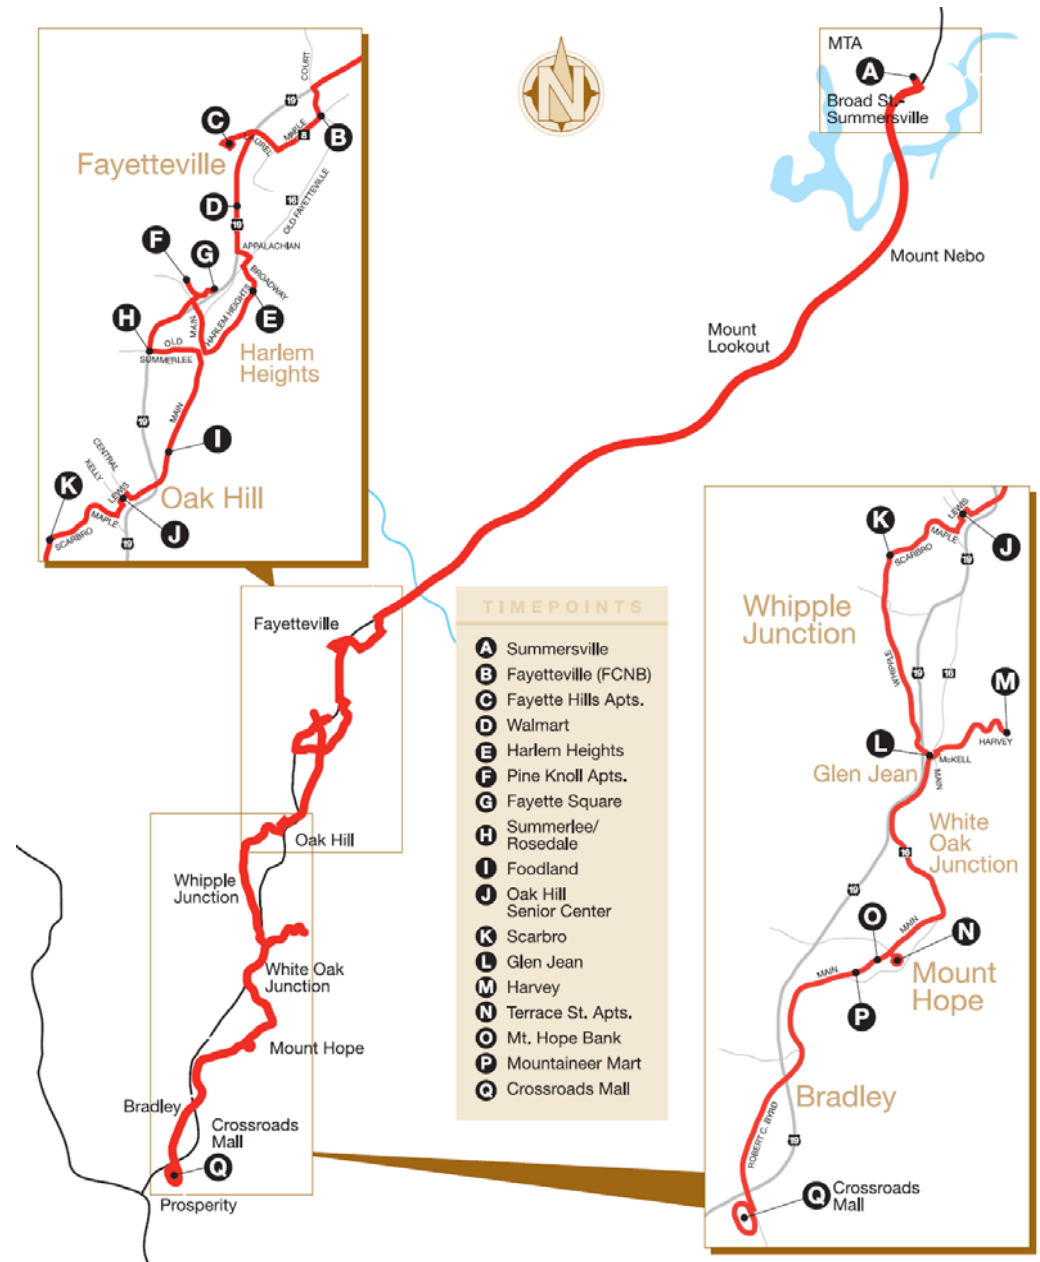 COURT
19
C
MAPLE
8
LAUREL
B
Fayetteville
16
OLD FAYETTEVILLE
D
19
F
APPALACHIAN
G
BROADWAY
H
MAIN
HARLEM HEIGHTS
E
OLD
SUMMERLEE
Harlem
Heights
MAIN
19
I
CENTRAL
KELLY
K
LEWIS
Oak Hill
MAPLE
SCARBRO
J
19
N
MTA
A
Broad St.-
Summersville
Mount Nebo
Mount
Lookout
Fayetteville
Oak Hill
Whipple
Junction
White Oak
Junction
Mount Hope
Bradley
Crossroads
Mall
Q
Prosperity
TIMEPOINTS
A Summersville
B Fayetteville (FCNB)
C Fayette Hills Apts.
D Walmart
E Harlem Heights
F Pine Knoll Apts.
G Fayette Square
H Summerlee/
Rosedale
I Foodland
J Oak Hill
Senior Center
K Scarbro
L Glen Jean
M Harvey
N Terrace St. Apts.
O Mt. Hope Bank
P Mountaineer Mart
Q Crossroads Mall
K
LEWIS
MAPLE
J
SCARBRO
19
Whipple
Junction
WHIPPLE
19
16
M
L
HARVEY
McKELL
Glen Jean
MAIN
White
Oak
Junction
16
19
O
MAIN
N
MAIN
Mount
Hope
P
Bradley
ROBERT C. BYRD
19
Q
Crossroads
Mall